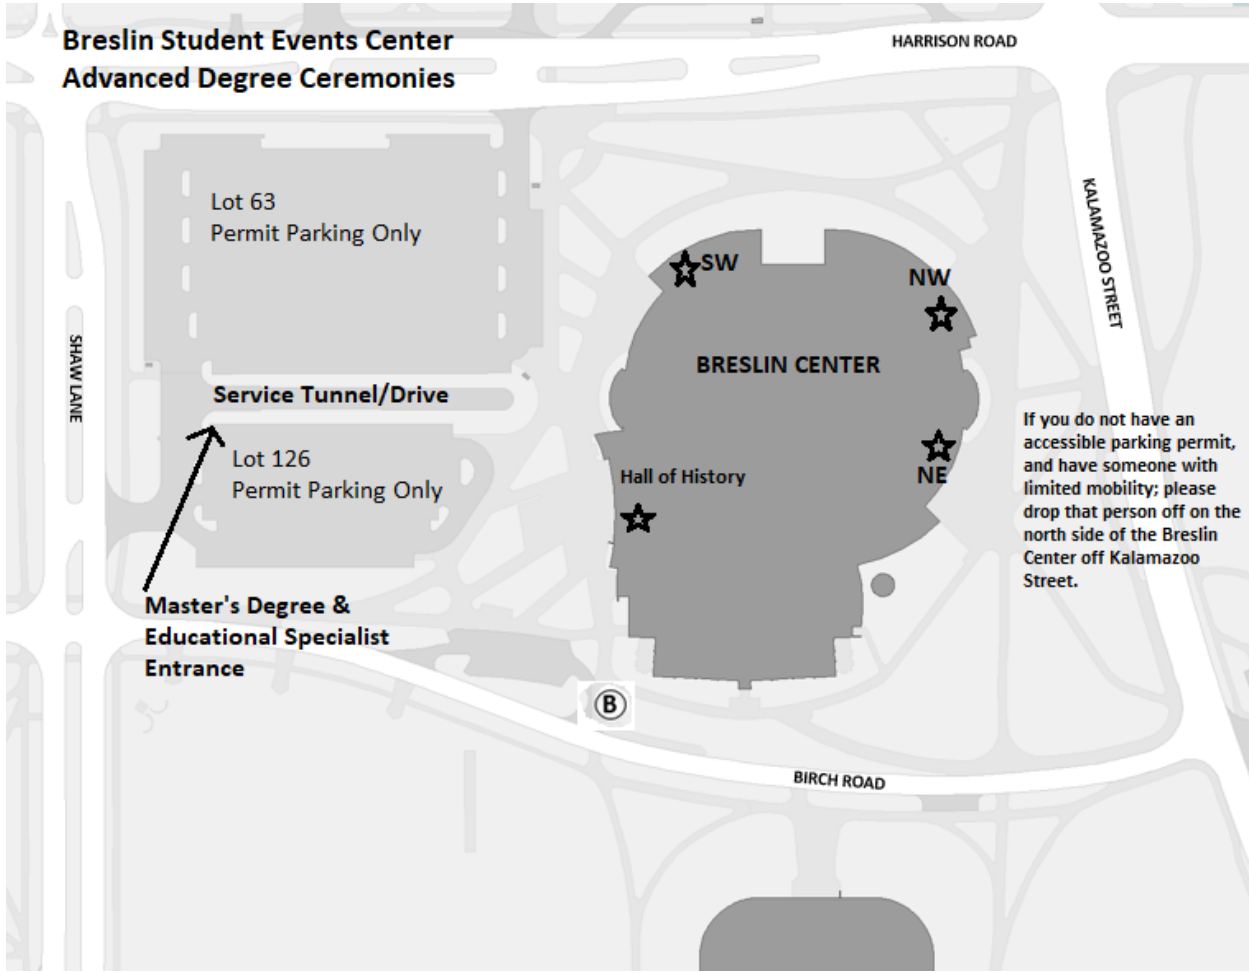 Breslin Student Events Center
Advanced Degree Ceremonies
HARRISON ROAD
Lot 63
Permit Parking Only
KALAMAZOO STREET
SW
NW
SHAW LANE
BRESLIN CENTER
Service Tunnel/Drive
If you do not have an
accessible parking permit,
and have someone with
limited mobility; please
drop that person off on the
north side of the Breslin
Center off Kalamazoo
Street.
Lot 126
Permit Parking Only
Hall of History
NE
Master's Degree &
Educational Specialist
Entrance
B
BIRCH ROAD